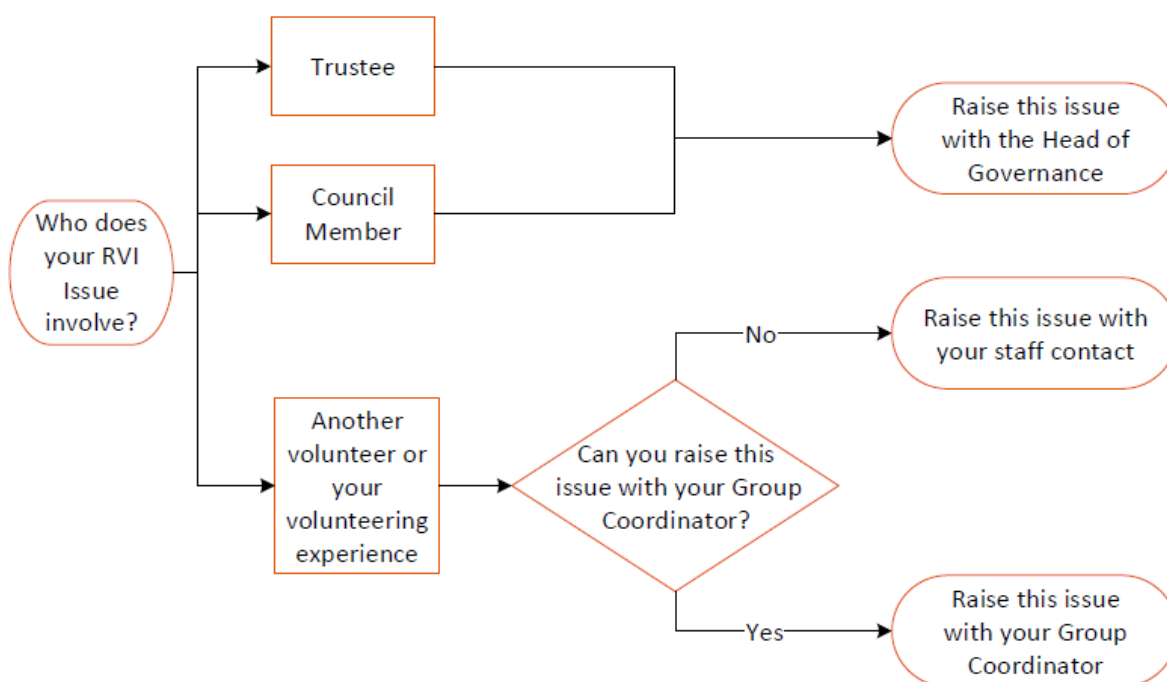 Who does
your RVI
Issue
involve?
Trustee
Council
Member
Another
volunteer or
your
volunteering
experience
Can you raise this
issue with your Group
Coordinator?
No
Yes
Raise this issue
with the Head of
Governance
Raise this issue with
your staff contact
Raise this issue
with your Group
Coordinator